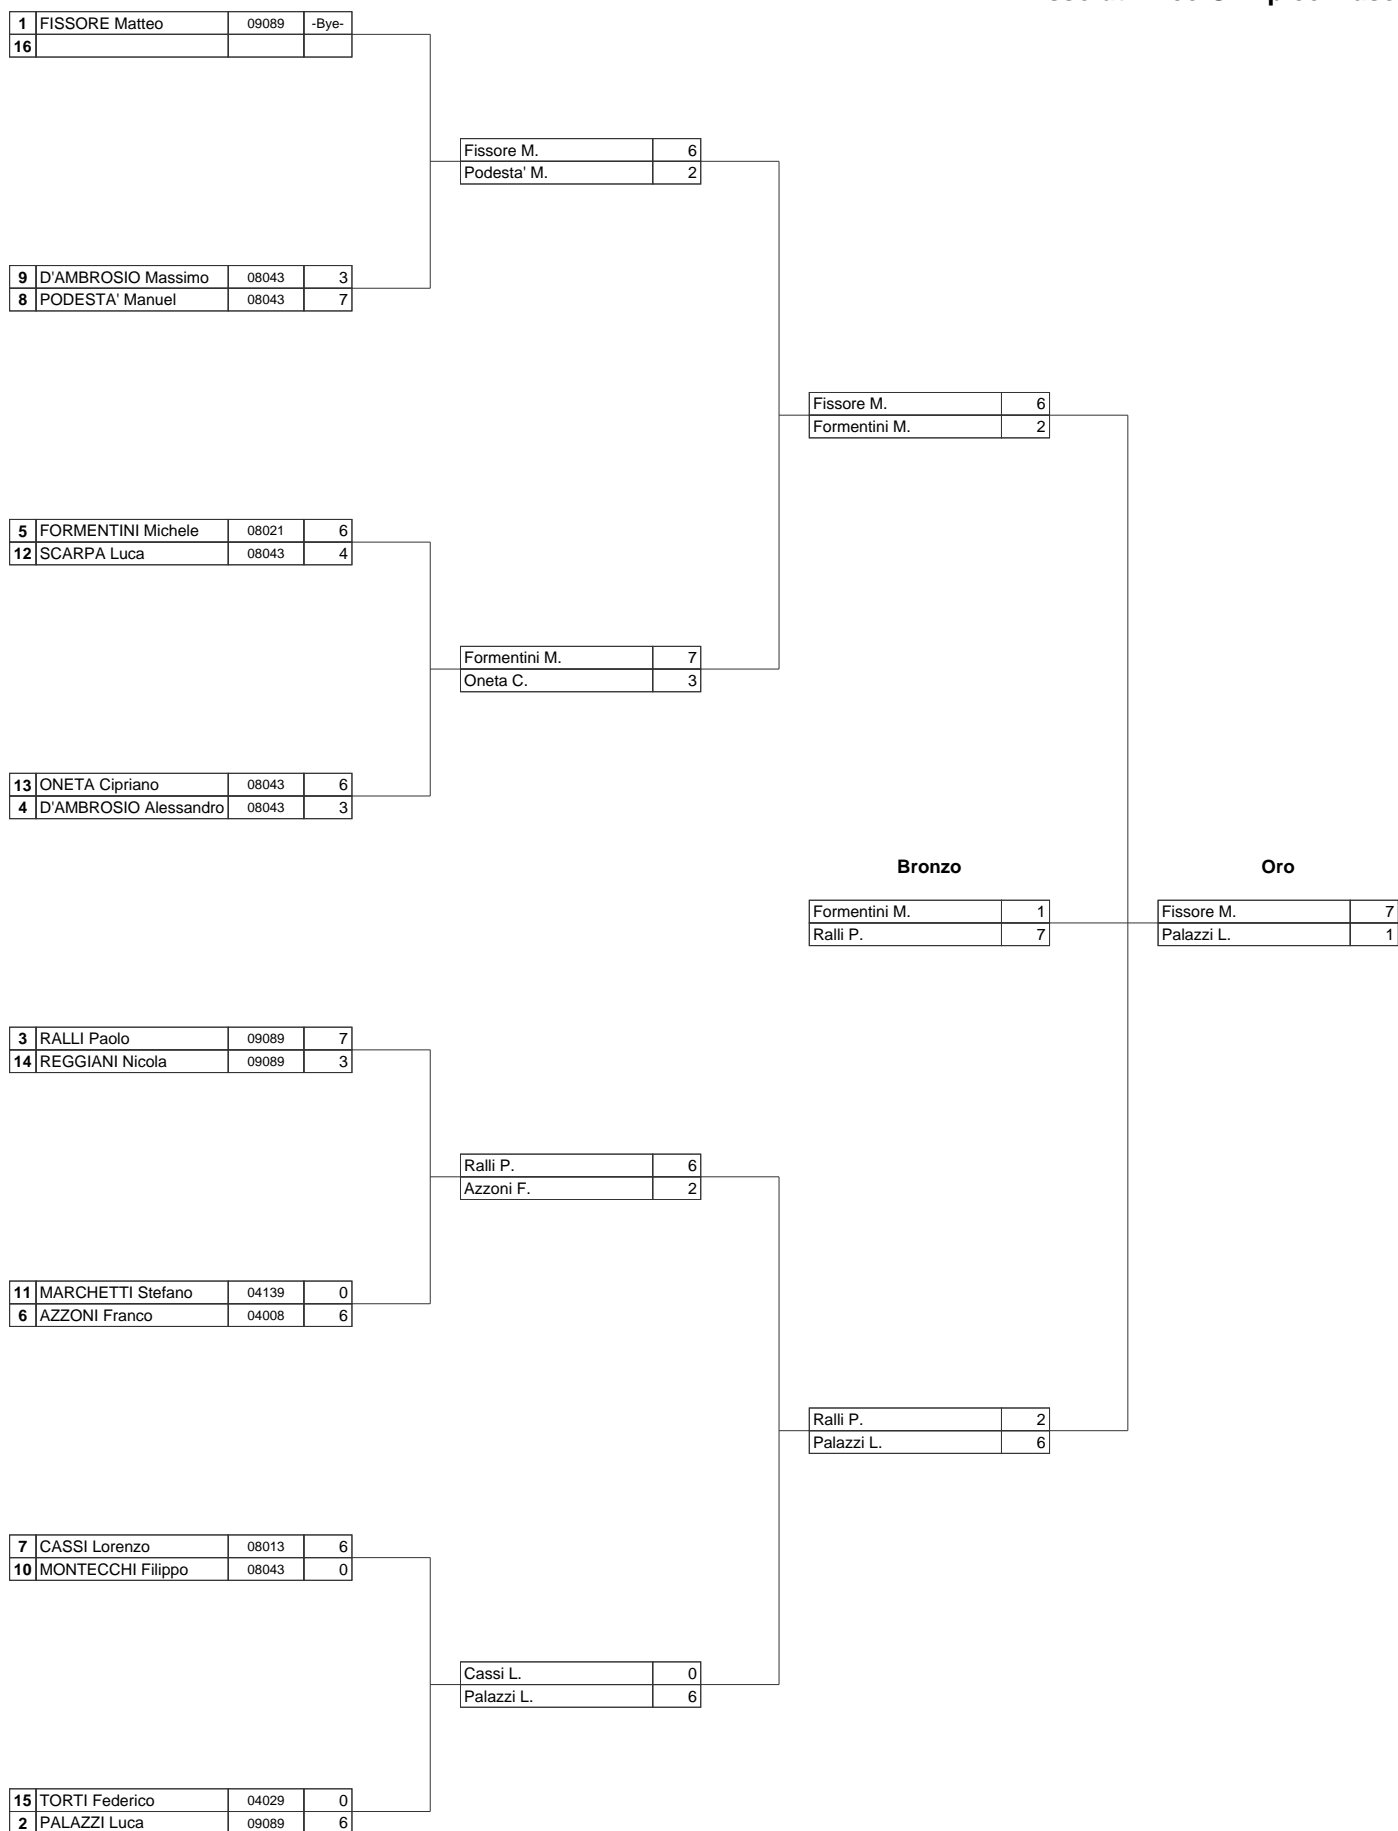 1 FISSORE Matteo 09089 -Bye-
16
Fissore M. 6
Podesta' M. 2
9 D'AMBROSIO Massimo 08043 3
8 PODESTA' Manuel 08043 7
Fissore M. 6
Formentini M. 2
5 FORMENTINI Michele 08021 6
12 SCARPA Luca 08043 4
Formentini M. 7
Oneta C. 3
13 ONETA Cipriano 08043 6
4 D'AMBROSIO Alessandro 08043 3
Bronzo Oro
Formentini M. 1 Fissore M. 7
Ralli P. 7 Palazzi L. 1
3 RALLI Paolo 09089 7
14 REGGIANI Nicola 09089 3
Ralli P. 6
Azzoni F. 2
11 MARCHETTI Stefano 04139 0
6 AZZONI Franco 04008 6
Ralli P. 2
Palazzi L. 6
7 CASSI Lorenzo 08013 6
10 MONTECCHI Filippo 08043 0
Cassi L. 0
Palazzi L. 6
15 TORTI Federico 04029 0
2 PALAZZI Luca 09089 6